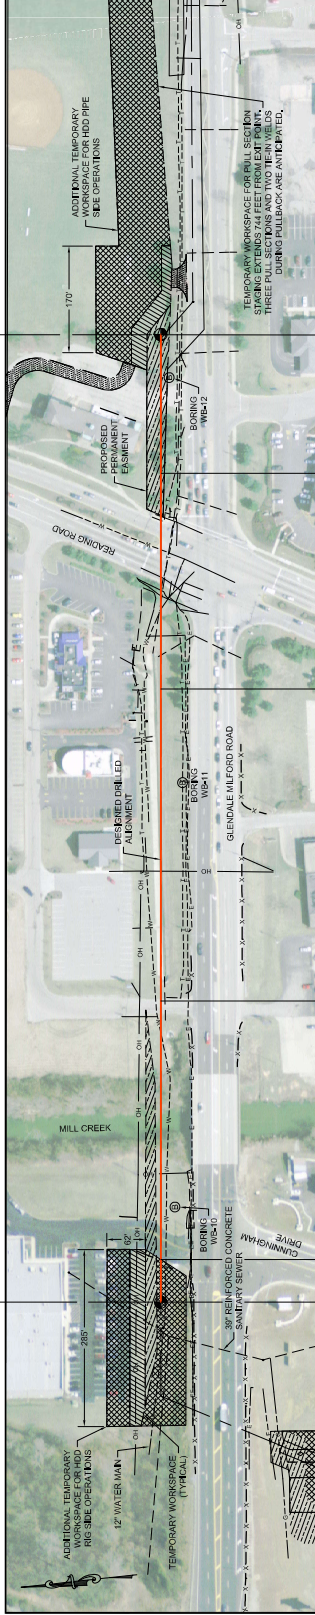 ADDITIONAL TEMPORARY
WORKSPACE FOR HDD PIPE
SIDE OPERATIONS
170'
TEMPORARY WORKSPACE FOR PULL SECTION
STAGING EXTENDS 744 FEET FROM EXIT POINT.
THREE PULL SECTIONS AND TWO TIE-IN WELDS
DURING PULLBACK ARE ANTICIPATED.
BORING
WB-12
PROPOSED
PERMANENT
EASMENT
READING ROAD
DESIGNED DRILLED
ALIGNMENT
BORING
WB-11
GLENDALE MILFORD ROAD
MILL CREEK
BORING
WB-10
CUNNINGHAM
DRIVE
39" REINFORCED CONCRETE
SANITARY SEWER
62'
285'
ADDITIONAL TEMPORARY
WORKSPACE FOR HDD
RIG SIDE OPERATIONS
12" WATER MAIN
TEMPORARY WORKSPACE
(TYPICAL)